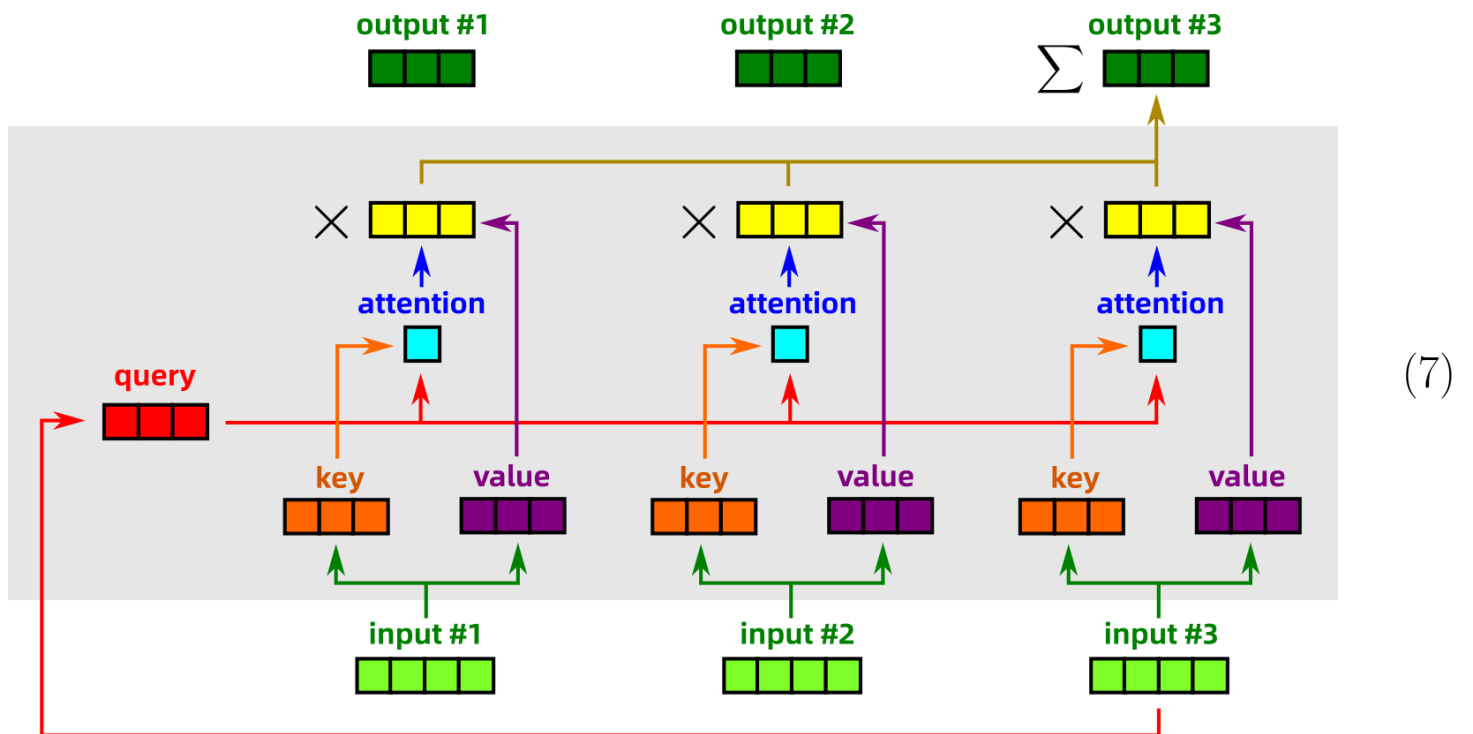 output #1 output #2 output #3
∑
× × ×
attention attention attention
query
(7)
key value key value key value
input #1 input #2 input #3